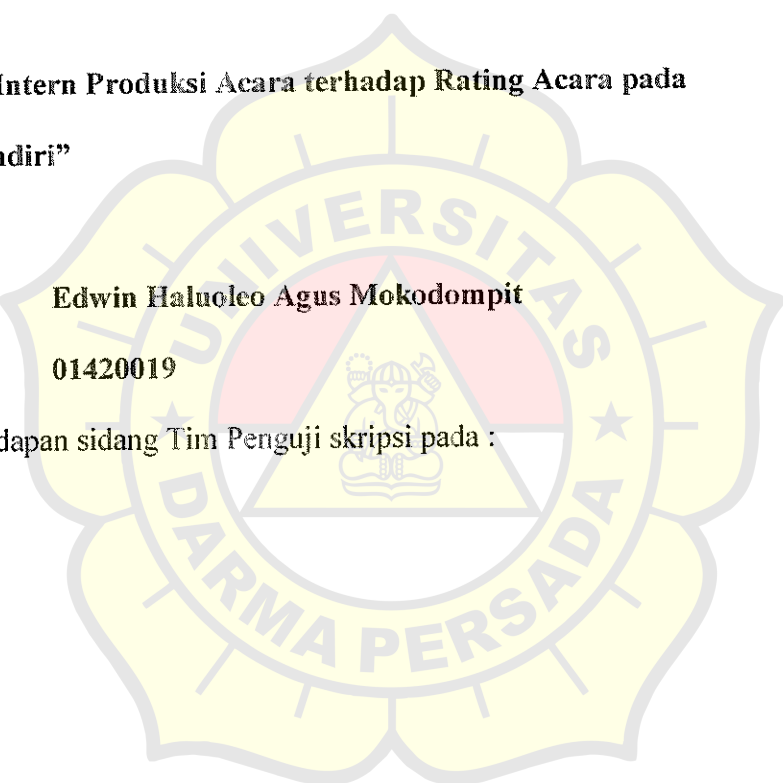 Intern Produksi Acara terhadap Rating Acara pada
ndiri”
Edwin Haluoleo Agus Mokodompit
01420019
dapan sidang Tim Penguji skripsi pada :
UNIVERSITAS
DARMA PERSADA